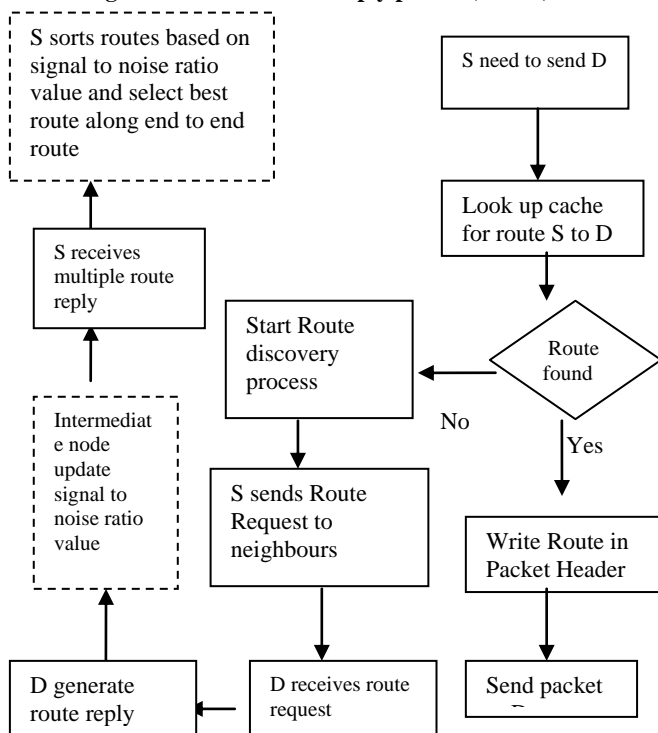 S sorts routes based on
signal to noise ratio
value and select best
route along end to end
route
S need to send D
Look up cache
for route S to D
S receives
multiple route
reply
Start Route
discovery
process
Route
found
No
Yes
Intermediat
e node
update
signal to
noise ratio
value
S sends Route
Request to
neighbours
Write Route in
Packet Header
D generate
route reply
D receives route
request
Send packet